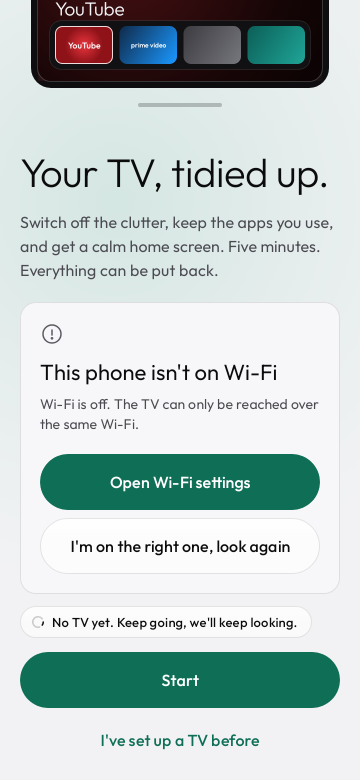 YouTube
YouTube
prime video
Your TV, tidied up.
Switch off the clutter, keep the apps you use,
and get a calm home screen. Five minutes.
Everything can be put back.
This phone isn't on Wi-Fi
Wi-Fi is off. The TV can only be reached over
the same Wi-Fi.
Open Wi-Fi settings
I'm on the right one, look again
No TV yet. Keep going, we'll keep looking.
Start
I've set up a TV before